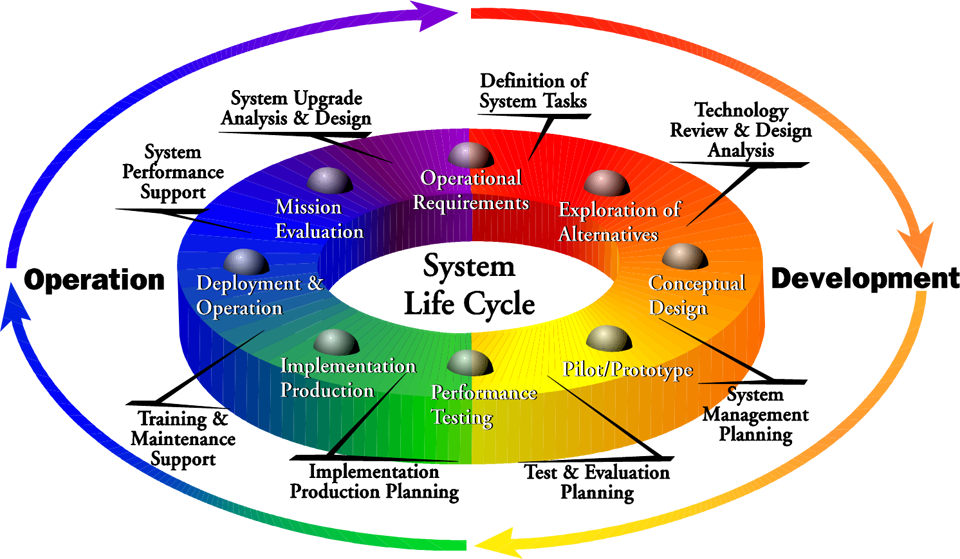 Definition of
System Tasks
System Upgrade
Analysis & Design
Technology
Review & Design
Analysis
System
Performance
Support
Operational
Requirements
Mission
Evaluation
Exploration of
Alternatives
Operation
Deployment &
Operation
System
Life Cycle
Conceptual
Design
Development
Implementation
Production
Performance
Testing
Pilot/Prototype
System
Management
Planning
Training &
Maintenance
Support
Implementation
Production Planning
Test & Evaluation
Planning